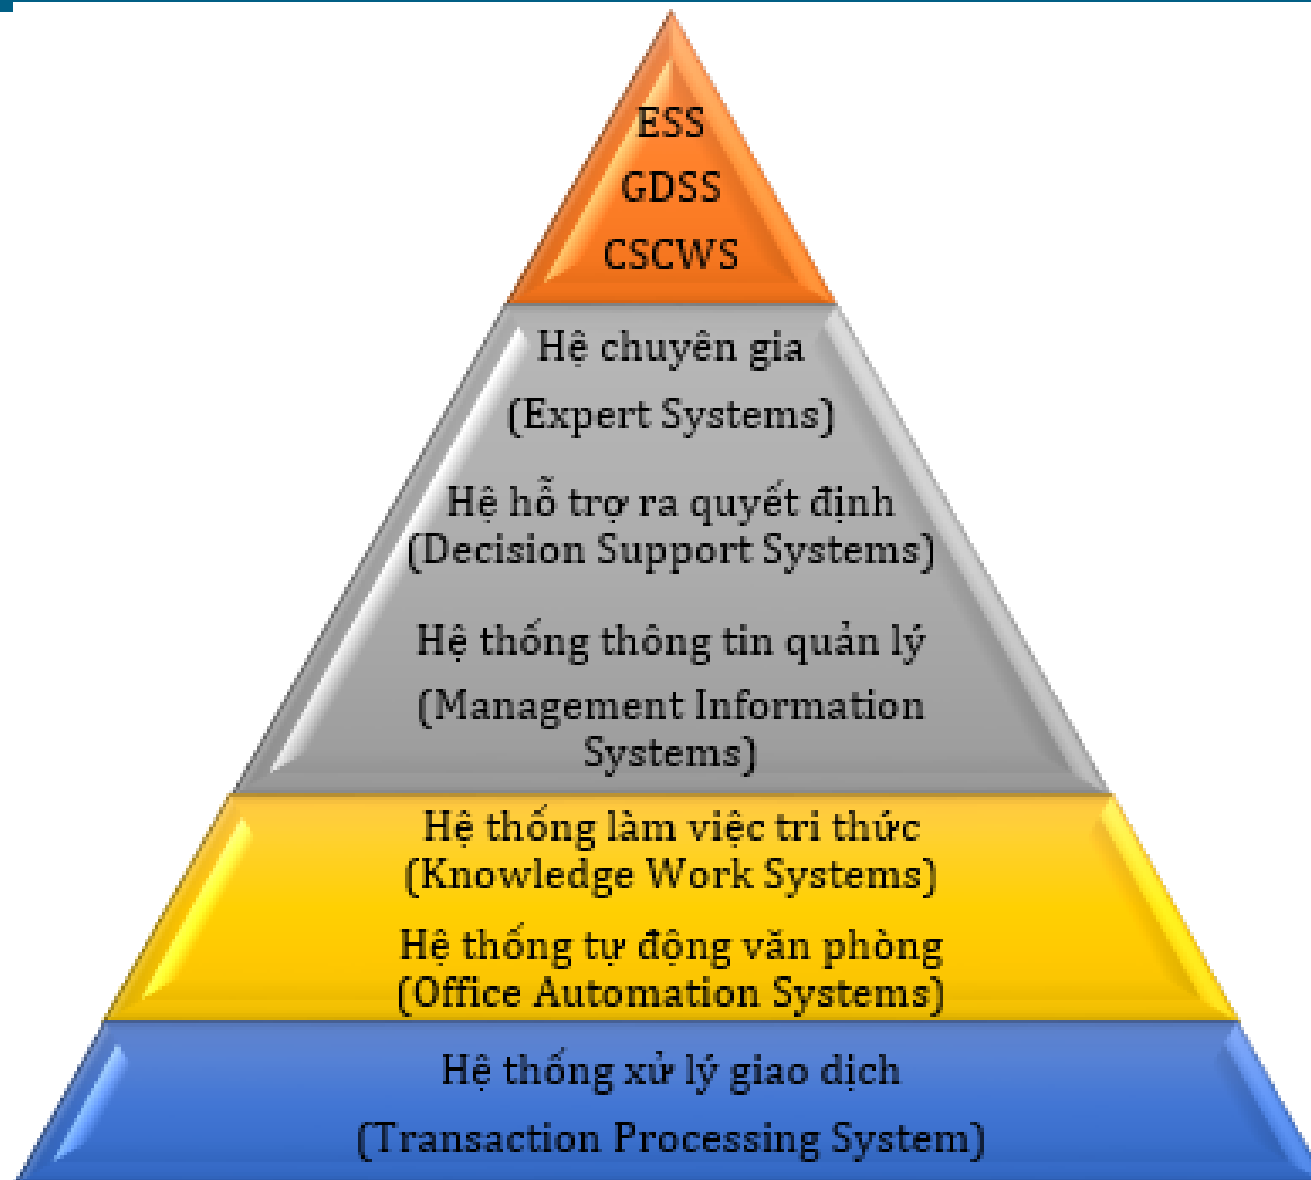 ESS
GDSS
CSCWS
Hệ chuyên gia
(Expert Systems)
Hệ hỗ trợ ra quyết định
(Decision Support Systems)
Hệ thống thông tin quản lý
(Management Information
Systems)
Hệ thống làm việc tri thức
(Knowledge Work Systems)
Hệ thống tự động văn phòng
(Office Automation Systems)
Hệ thống xử lý giao dịch
(Transaction Processing System)